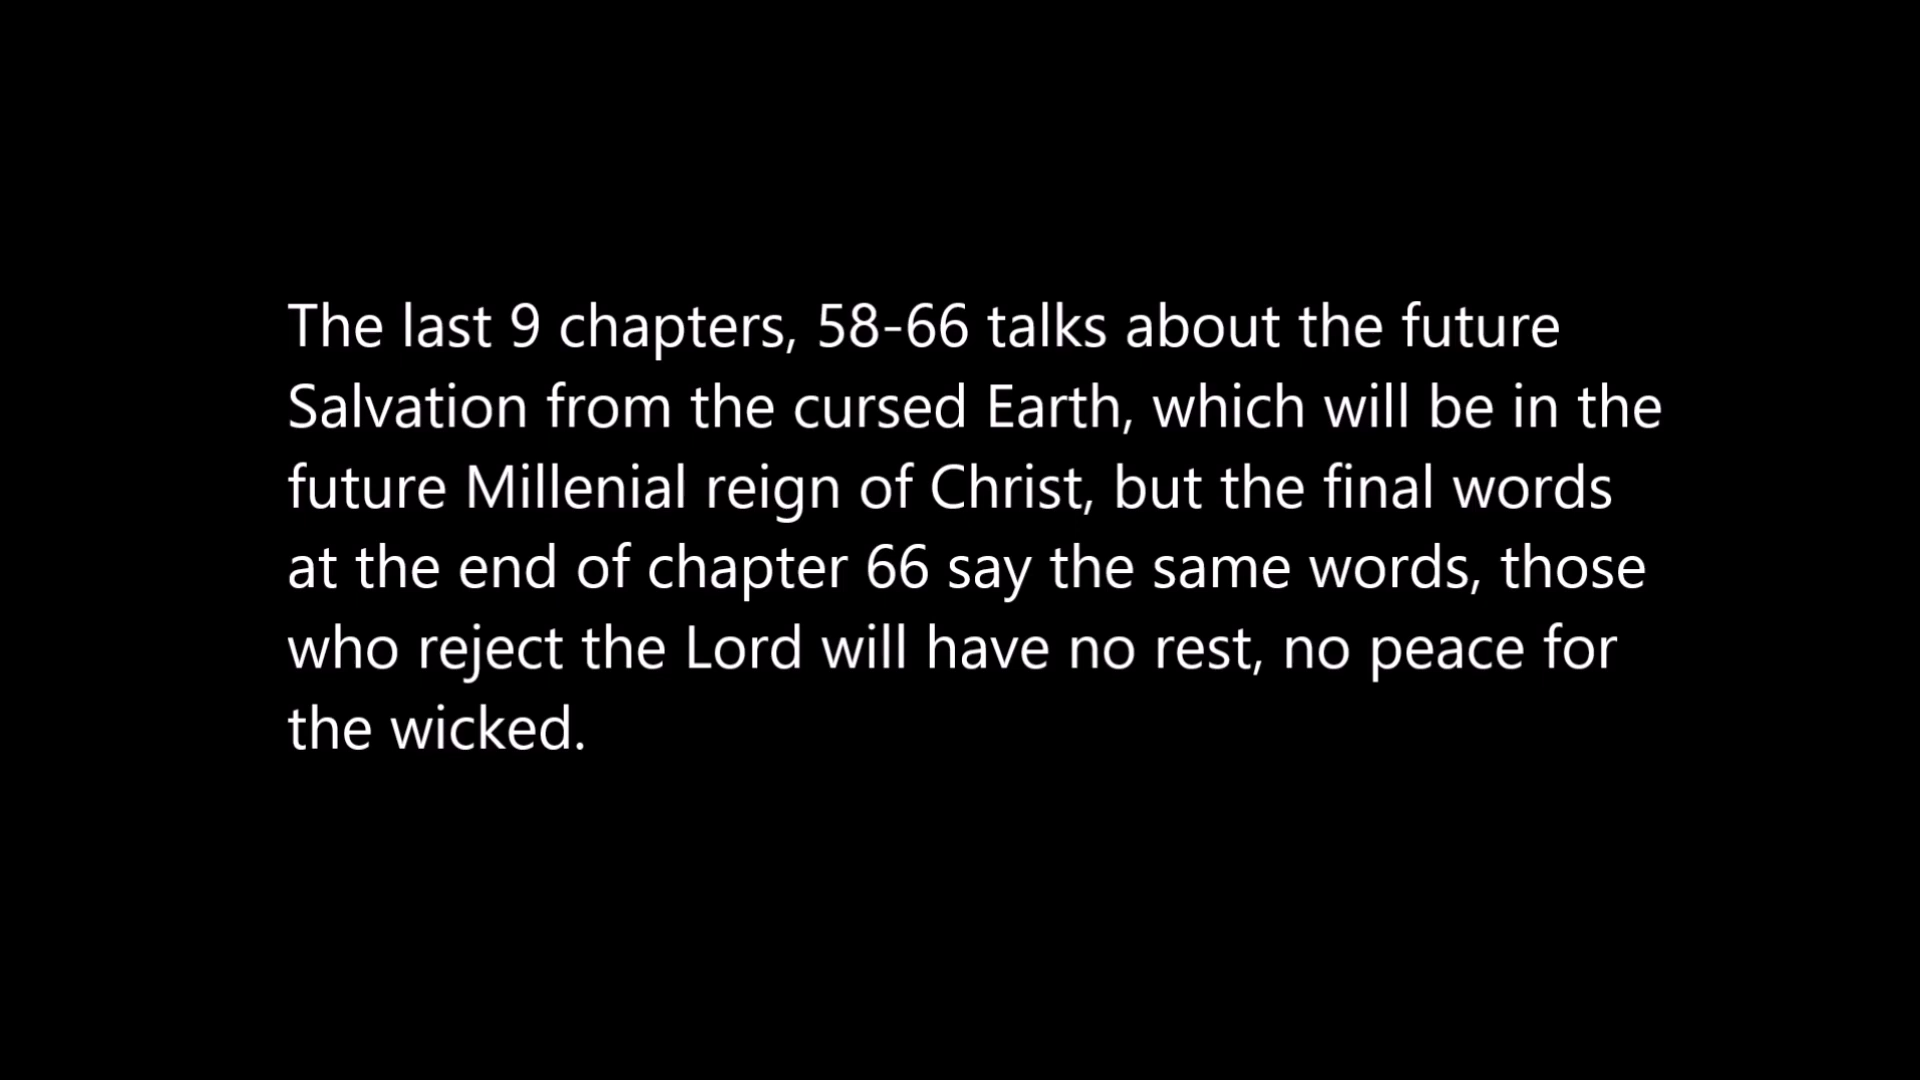 The last 9 chapters, 58-66 talks about the future
Salvation from the cursed Earth, which will be in the
future Millenial reign of Christ, but the final words
at the end of chapter 66 say the same words, those
who reject the Lord will have no rest, no peace for
the wicked.